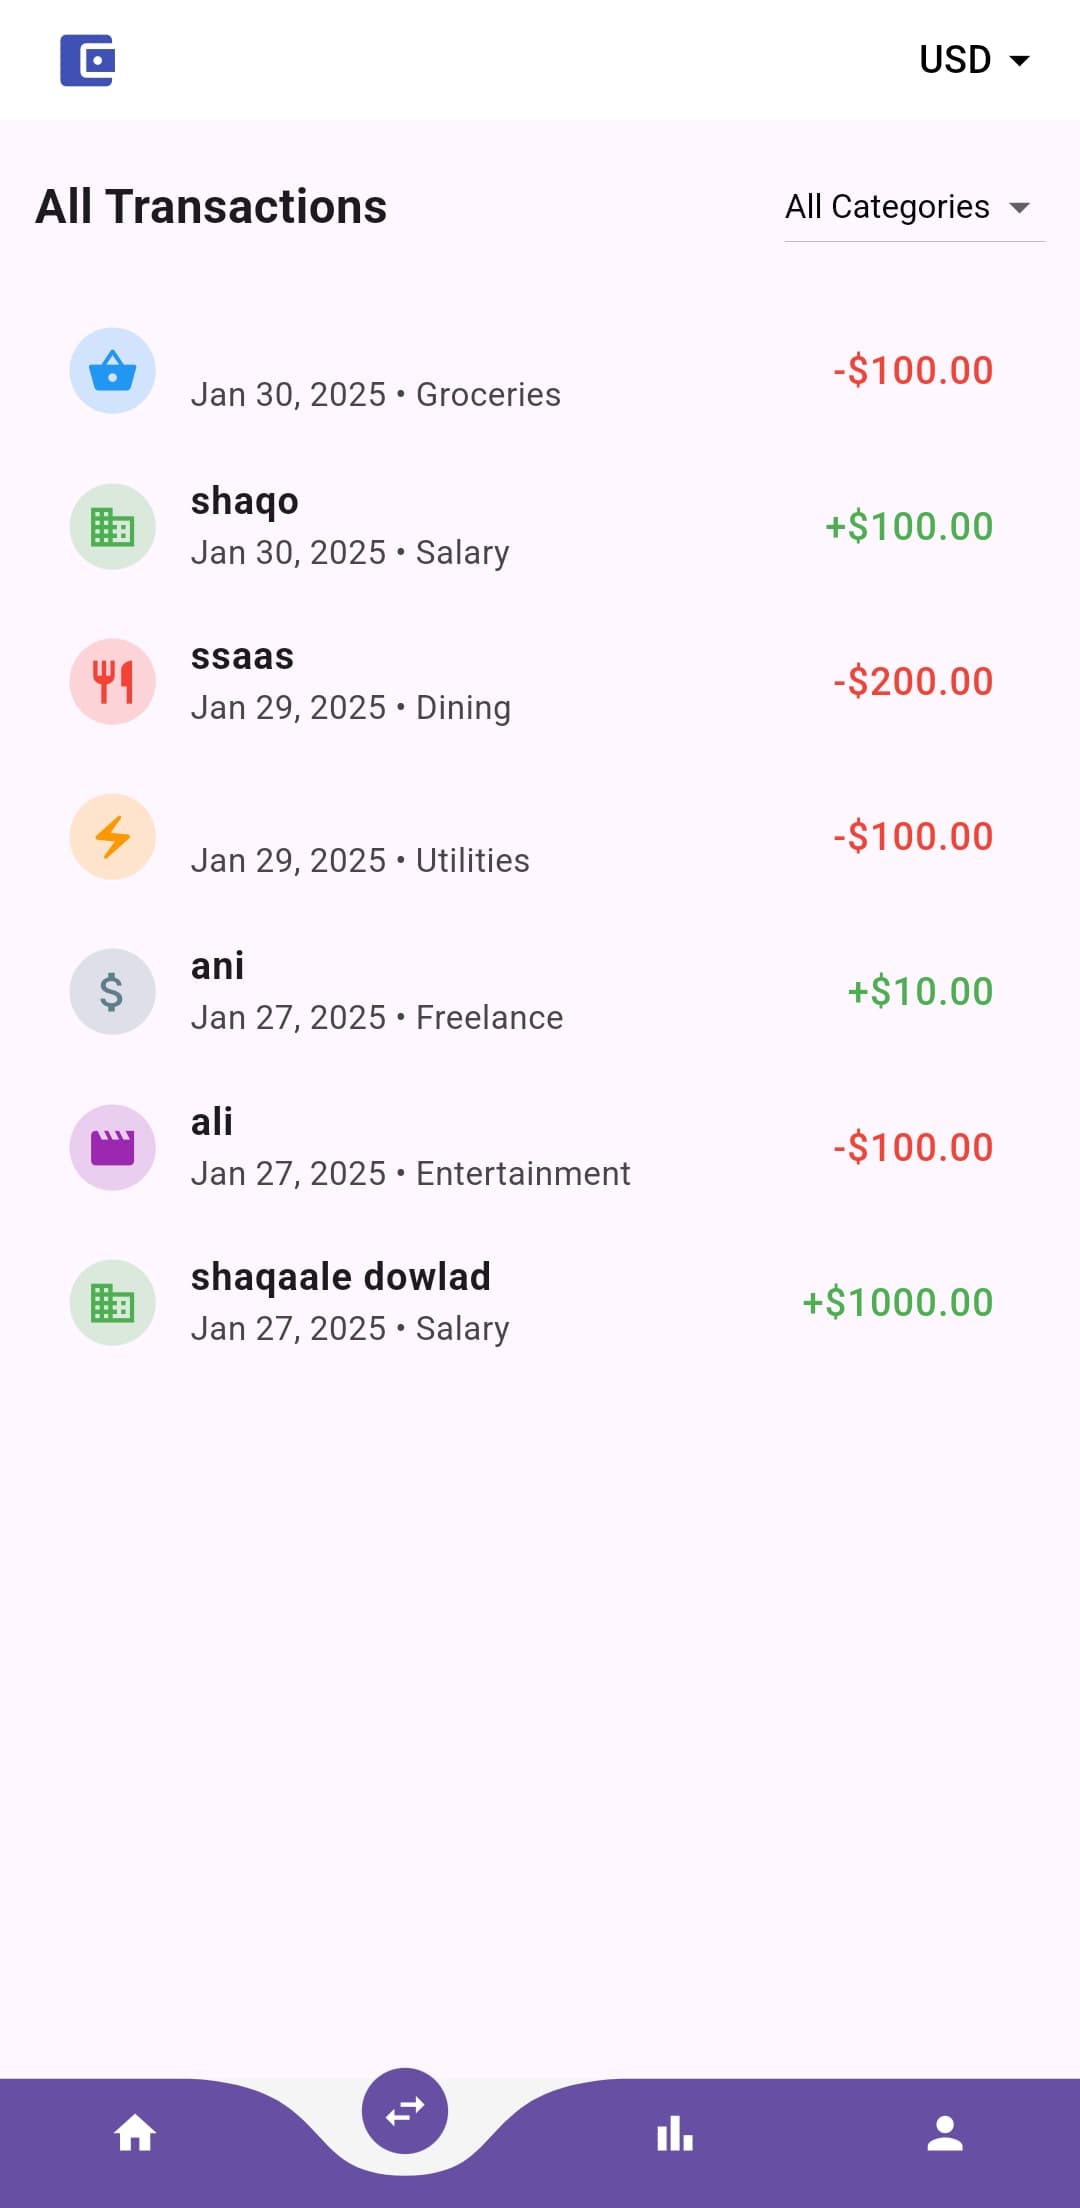 USD
All Transactions
All Categories
Jan 30, 2025 • Groceries
-$100.00
shaqo
Jan 30, 2025 • Salary
+$100.00
ssaas
Jan 29, 2025 • Dining
-$200.00
Jan 29, 2025 • Utilities
-$100.00
$
ani
Jan 27, 2025 • Freelance
+$10.00
ali
Jan 27, 2025 • Entertainment
-$100.00
shaqaale dowlad
Jan 27, 2025 • Salary
+$1000.00